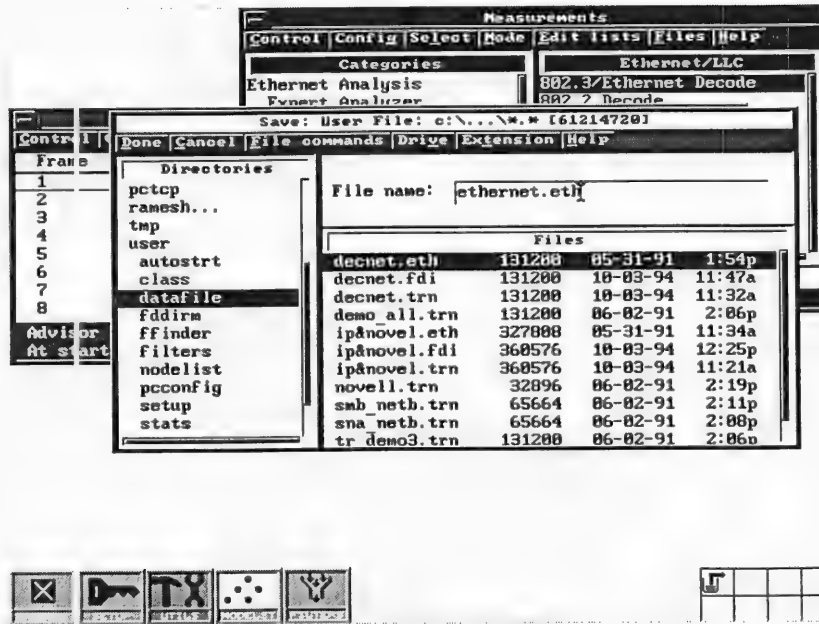 Measurements
Control Config Select Mode Edit lists Files Help
Categories
Ethernet/LLC
Ethernet Analysis
802.3/Ethernet Decode
Expert Analyzer
802.2 Decode
Save: User File: c:\...\*.* [61214720]
Control
Done Cancel File commands Drive Extension Help
Frame
1
2
3
4
5
6
7
8
Advisor
At start
Directories
pctcp
ramesh...
tmp
user
autostrt
class
datafile
fddirm
ffinder
filters
nodelist
pcconfig
setup
stats
File name: ethernet.eth
Files
decnet.eth 131200 05-31-91 1:54p
decnet.fdi 131200 10-03-94 11:47a
decnet.trn 131200 10-03-94 11:32a
demo_all.trn 131200 06-02-91 2:06p
ip&novel.eth 327808 05-31-91 11:34a
ip&novel.fdi 360576 10-03-94 12:25p
ip&novel.trn 360576 10-03-94 11:21a
novell.trn 32896 06-02-91 2:19p
smb_netb.trn 65664 06-02-91 2:11p
sna_netb.trn 65664 06-02-91 2:08p
tr_demo3.trn 131200 06-02-91 2:06p
UTILS NODELIST